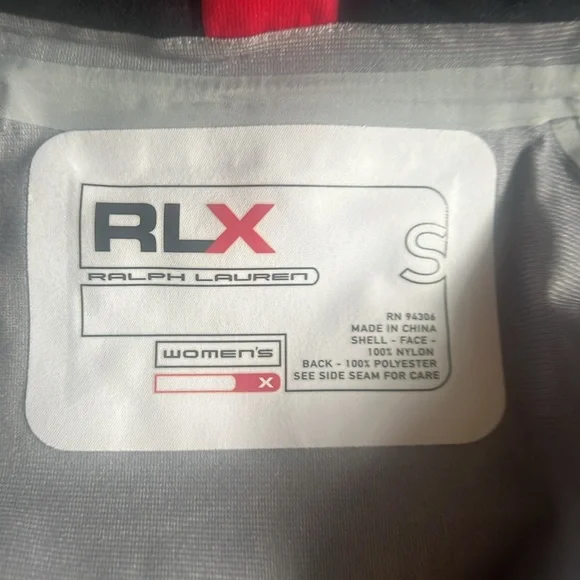 RLX
S
RALPH LAUREN
RN 94306
MADE IN CHINA
SHELL - FACE -
100% NYLON
BACK - 100% POLYESTER
SEE SIDE SEAM FOR CARE
WOMEN'S
X